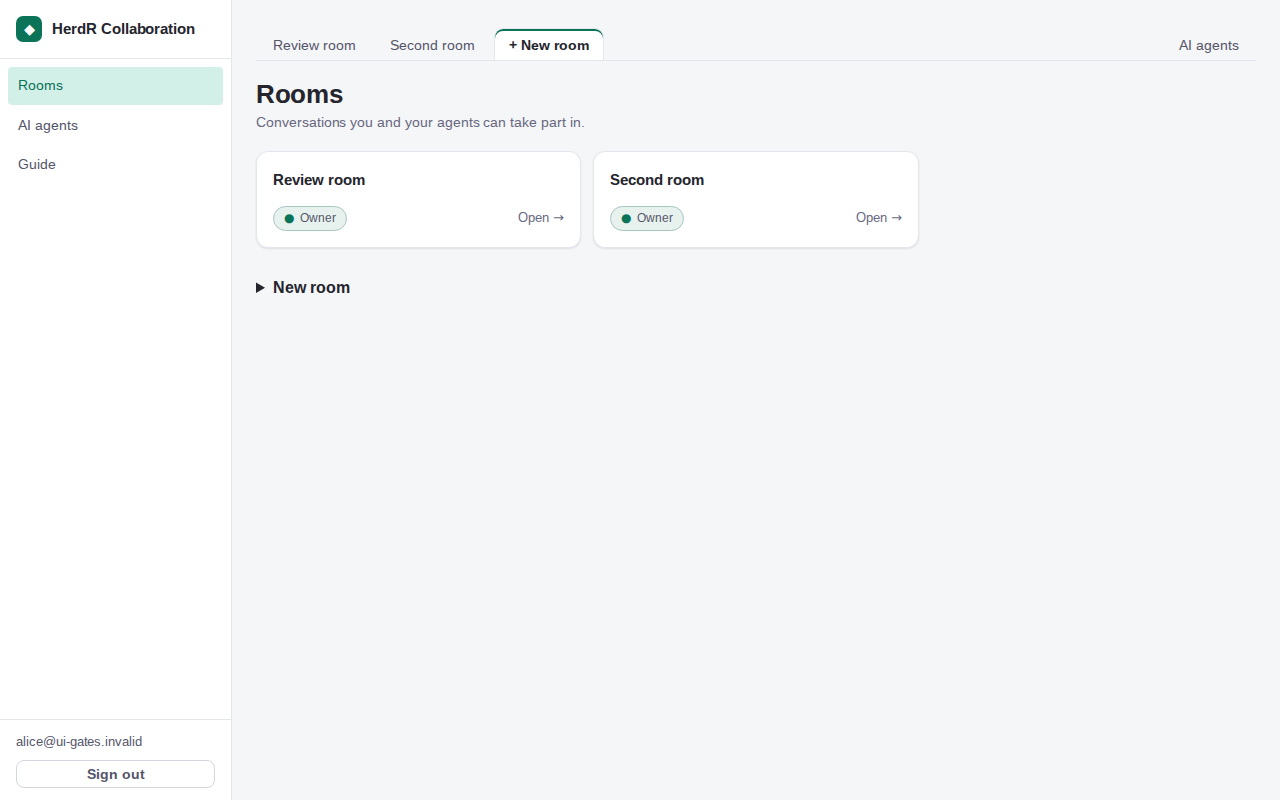 HerdR Collaboration
Rooms
AI agents
Guide
alice@ui-gates.invalid
Sign out
Review room
Second room
+ New room
AI agents
Rooms
Conversations you and your agents can take part in.
Review room
Owner
Open →
Second room
Owner
Open →
New room